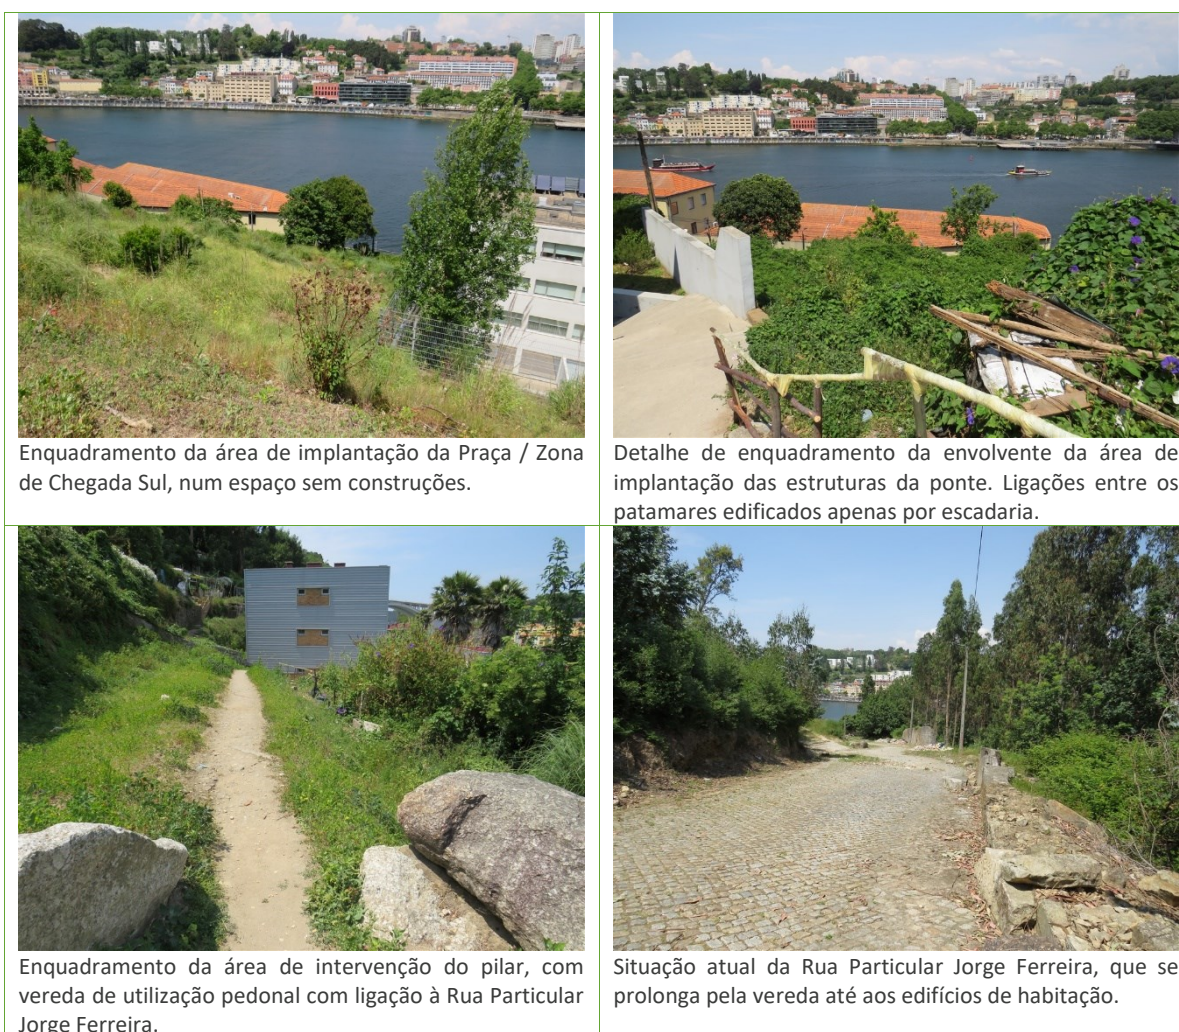 Enquadramento da área de implantação da Praça / Zona
de Chegada Sul, num espaço sem construções.
Detalhe de enquadramento da envolvente da área de
implantação das estruturas da ponte. Ligações entre os
patamares edificados apenas por escadaria.
Enquadramento da área de intervenção do pilar, com
vereda de utilização pedonal com ligação à Rua Particular
Jorge Ferreira.
Situação atual da Rua Particular Jorge Ferreira, que se
prolonga pela vereda até aos edifícios de habitação.